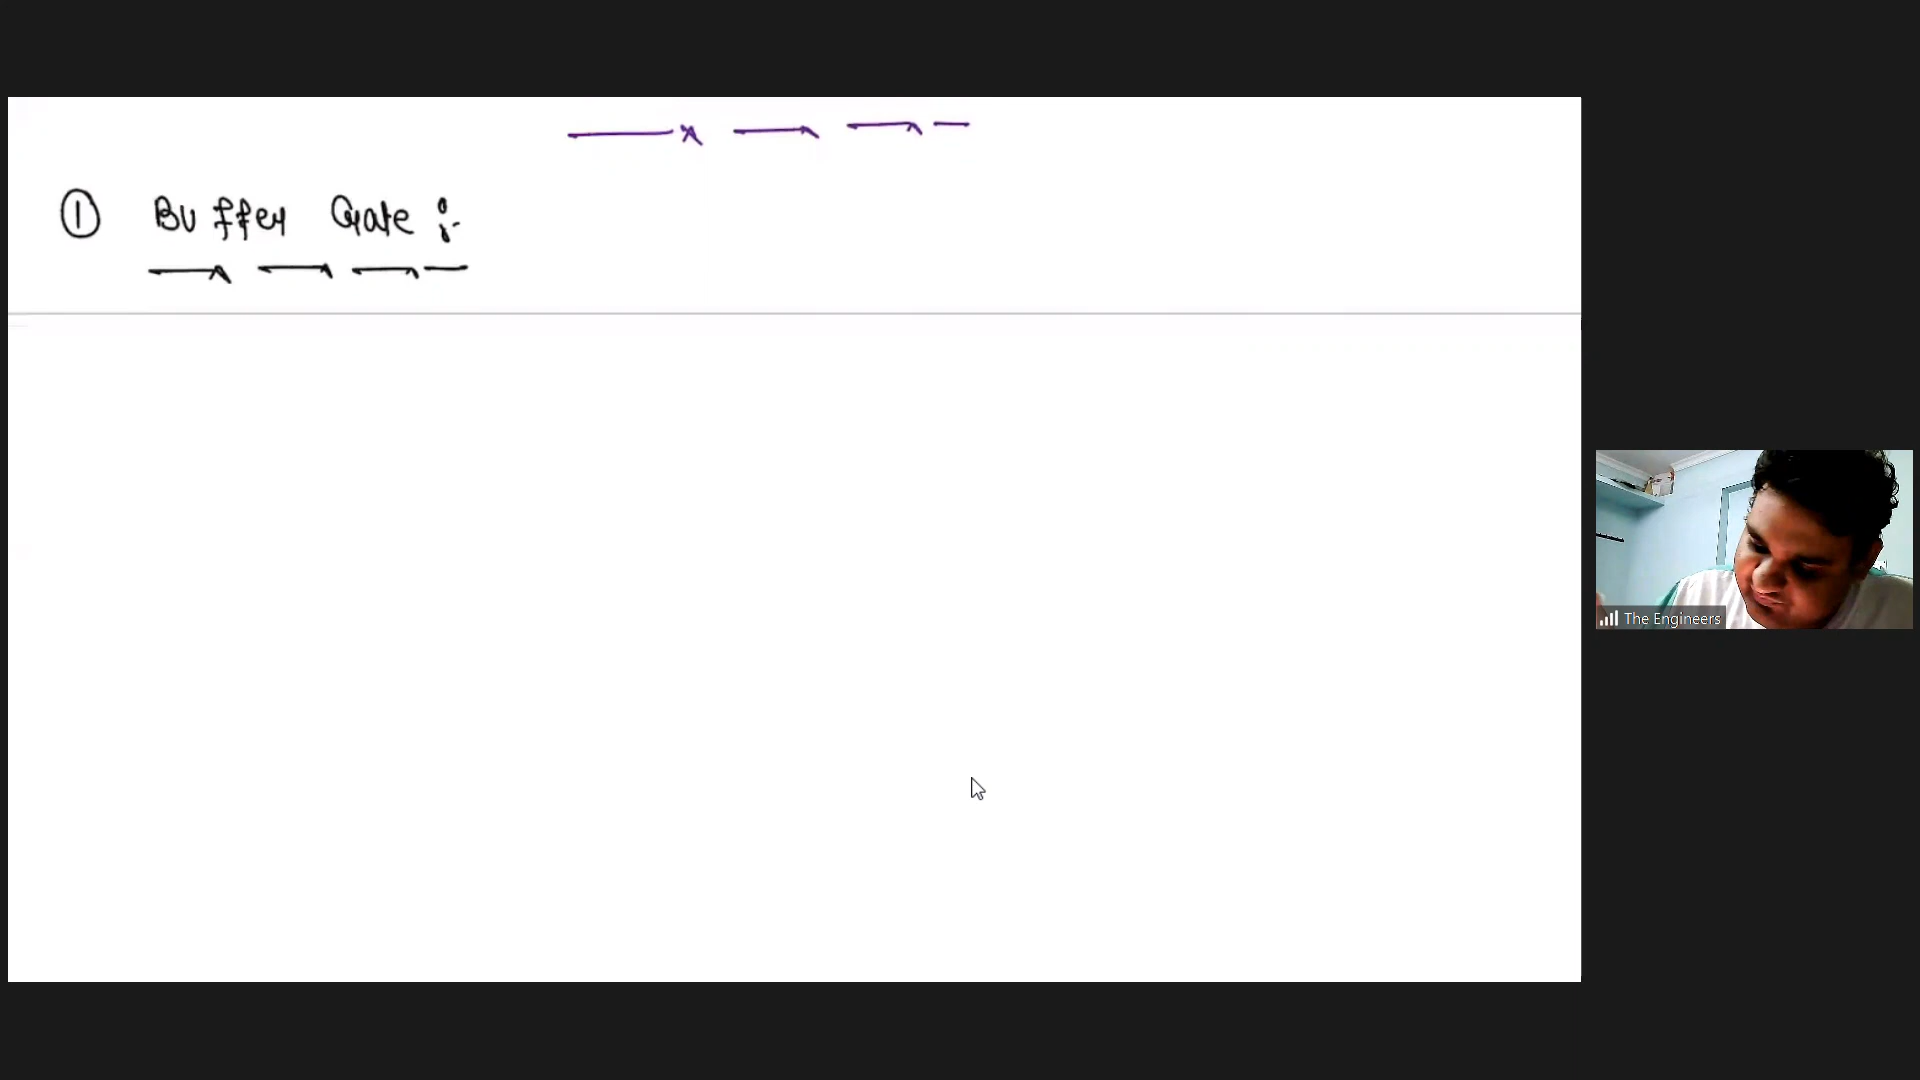 ① Buffer Gate :-
The Engineers